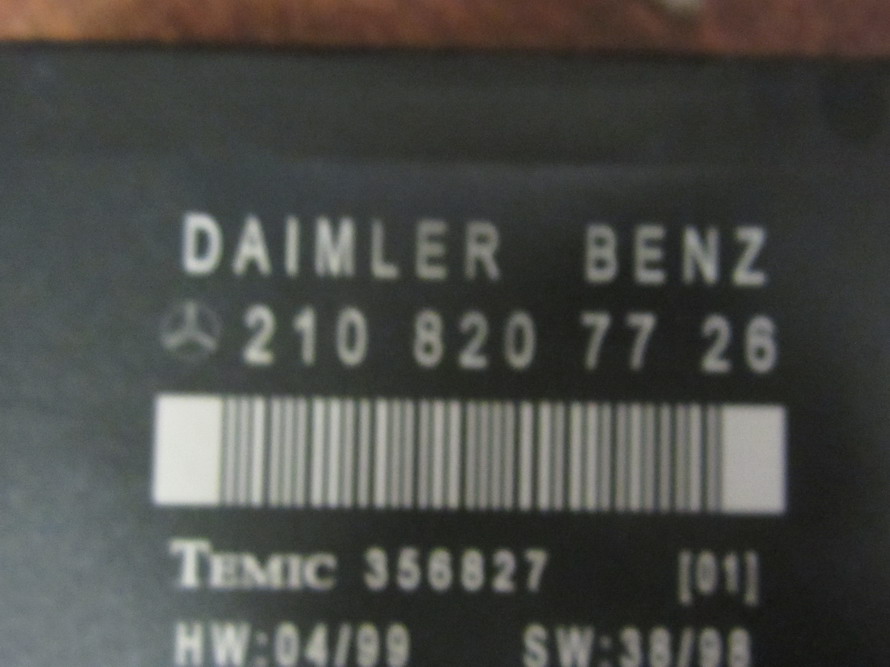 DAIMLER BENZ
210 820 77 26
TEMIC 356827 [01]
HW:04/99 SW:38/98